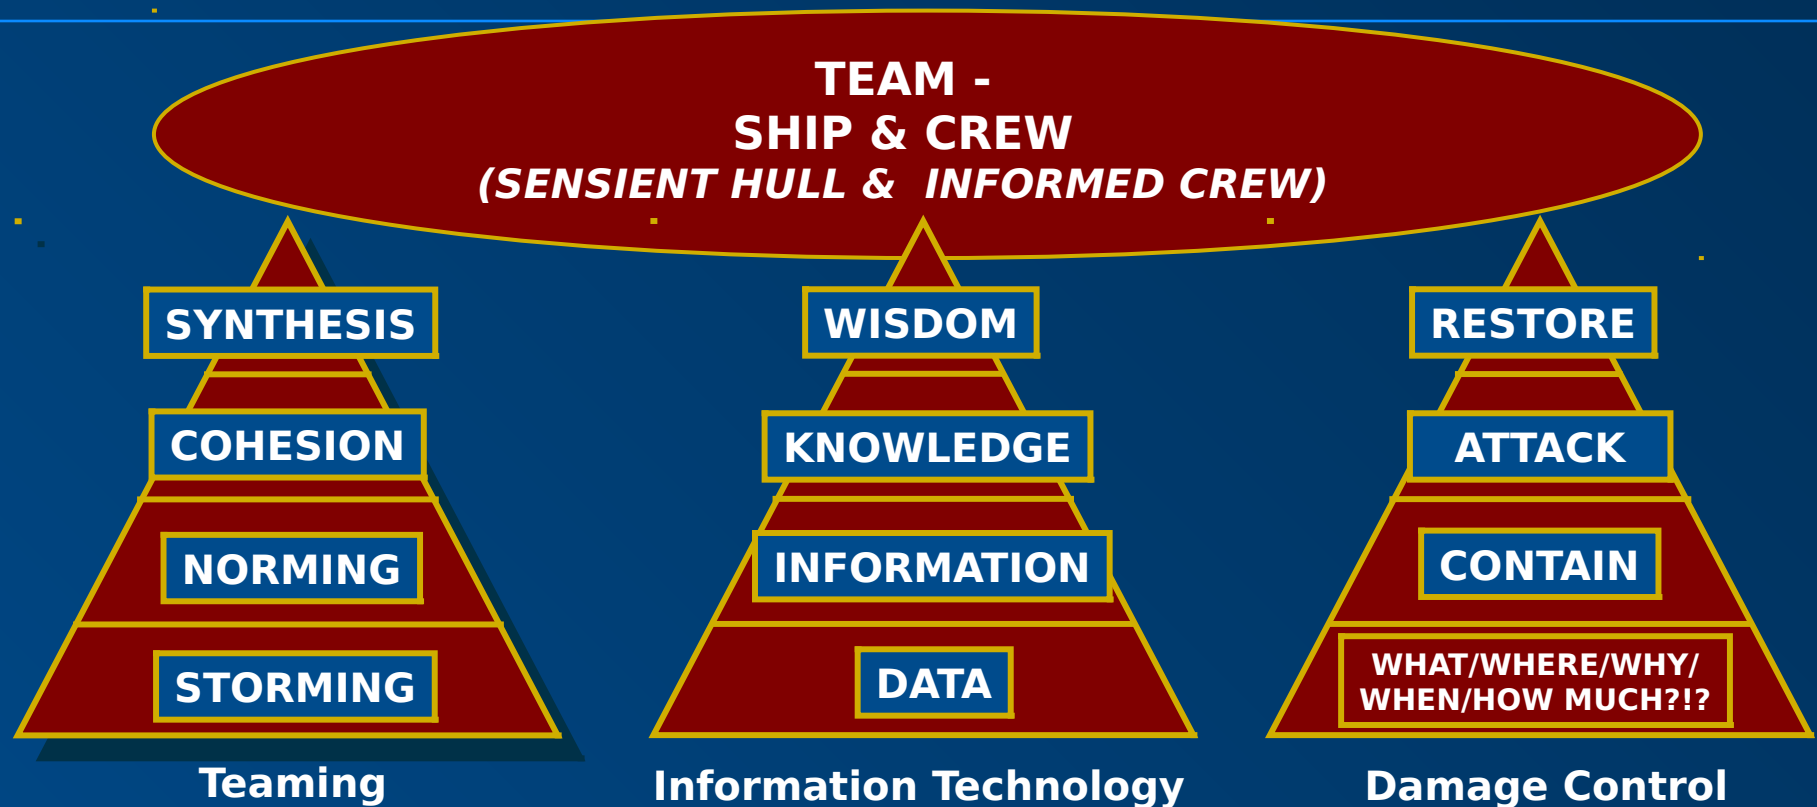 TEAM -
SHIP & CREW
(SENSIENT HULL & INFORMED CREW)
SYNTHESIS
COHESION
NORMING
STORMING
Teaming
WISDOM
KNOWLEDGE
INFORMATION
DATA
Information Technology
RESTORE
ATTACK
CONTAIN
WHAT/WHERE/WHY/
WHEN/HOW MUCH?!?
Damage Control